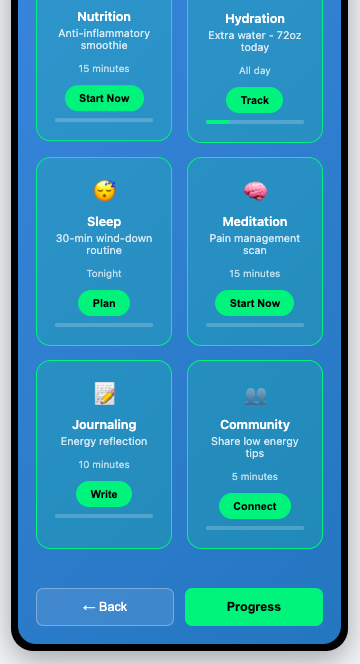 Nutrition
Anti-inflammatory
smoothie
15 minutes
Start Now
Hydration
Extra water - 72oz
today
All day
Track
Sleep
30-min wind-down
routine
Tonight
Plan
Meditation
Pain management
scan
15 minutes
Start Now
Journaling
Energy reflection
10 minutes
Write
Community
Share low energy
tips
5 minutes
Connect
← Back
Progress